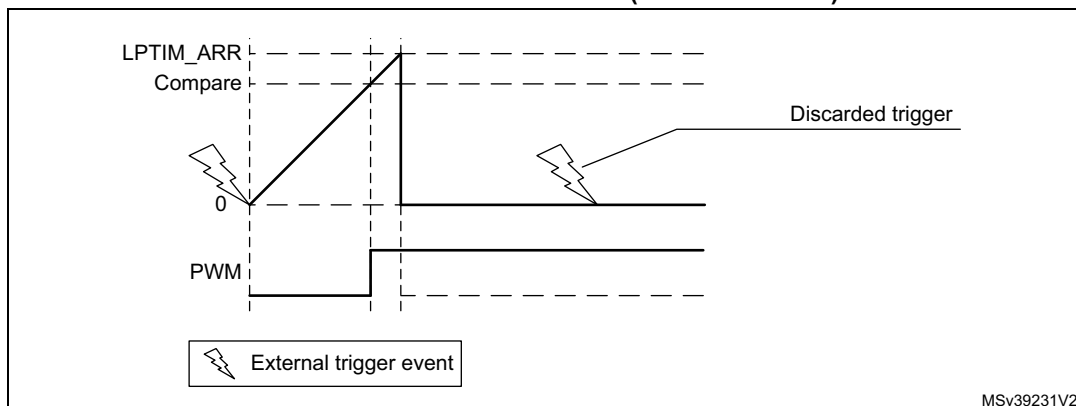 LPTIM_ARR
Compare
Discarded trigger
0
PWM
External trigger event
MSv39231V2